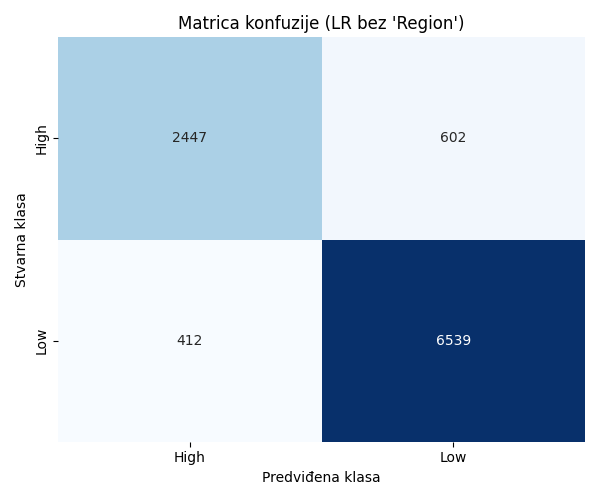 Matrica konfuzije (LR bez 'Region')
High
2447
602
Stvarna klasa
Low
412
6539
High
Low
Predviđena klasa